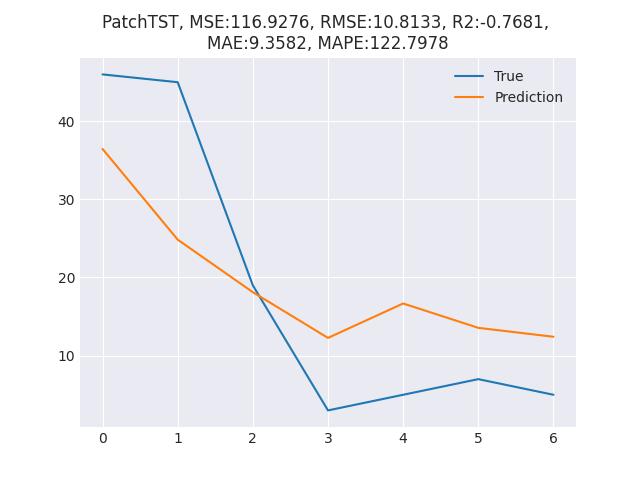 PatchTST, MSE:116.9276, RMSE:10.8133, R2:-0.7681,
MAE:9.3582, MAPE:122.7978
True
Prediction
40
30
20
10
0 1 2 3 4 5 6